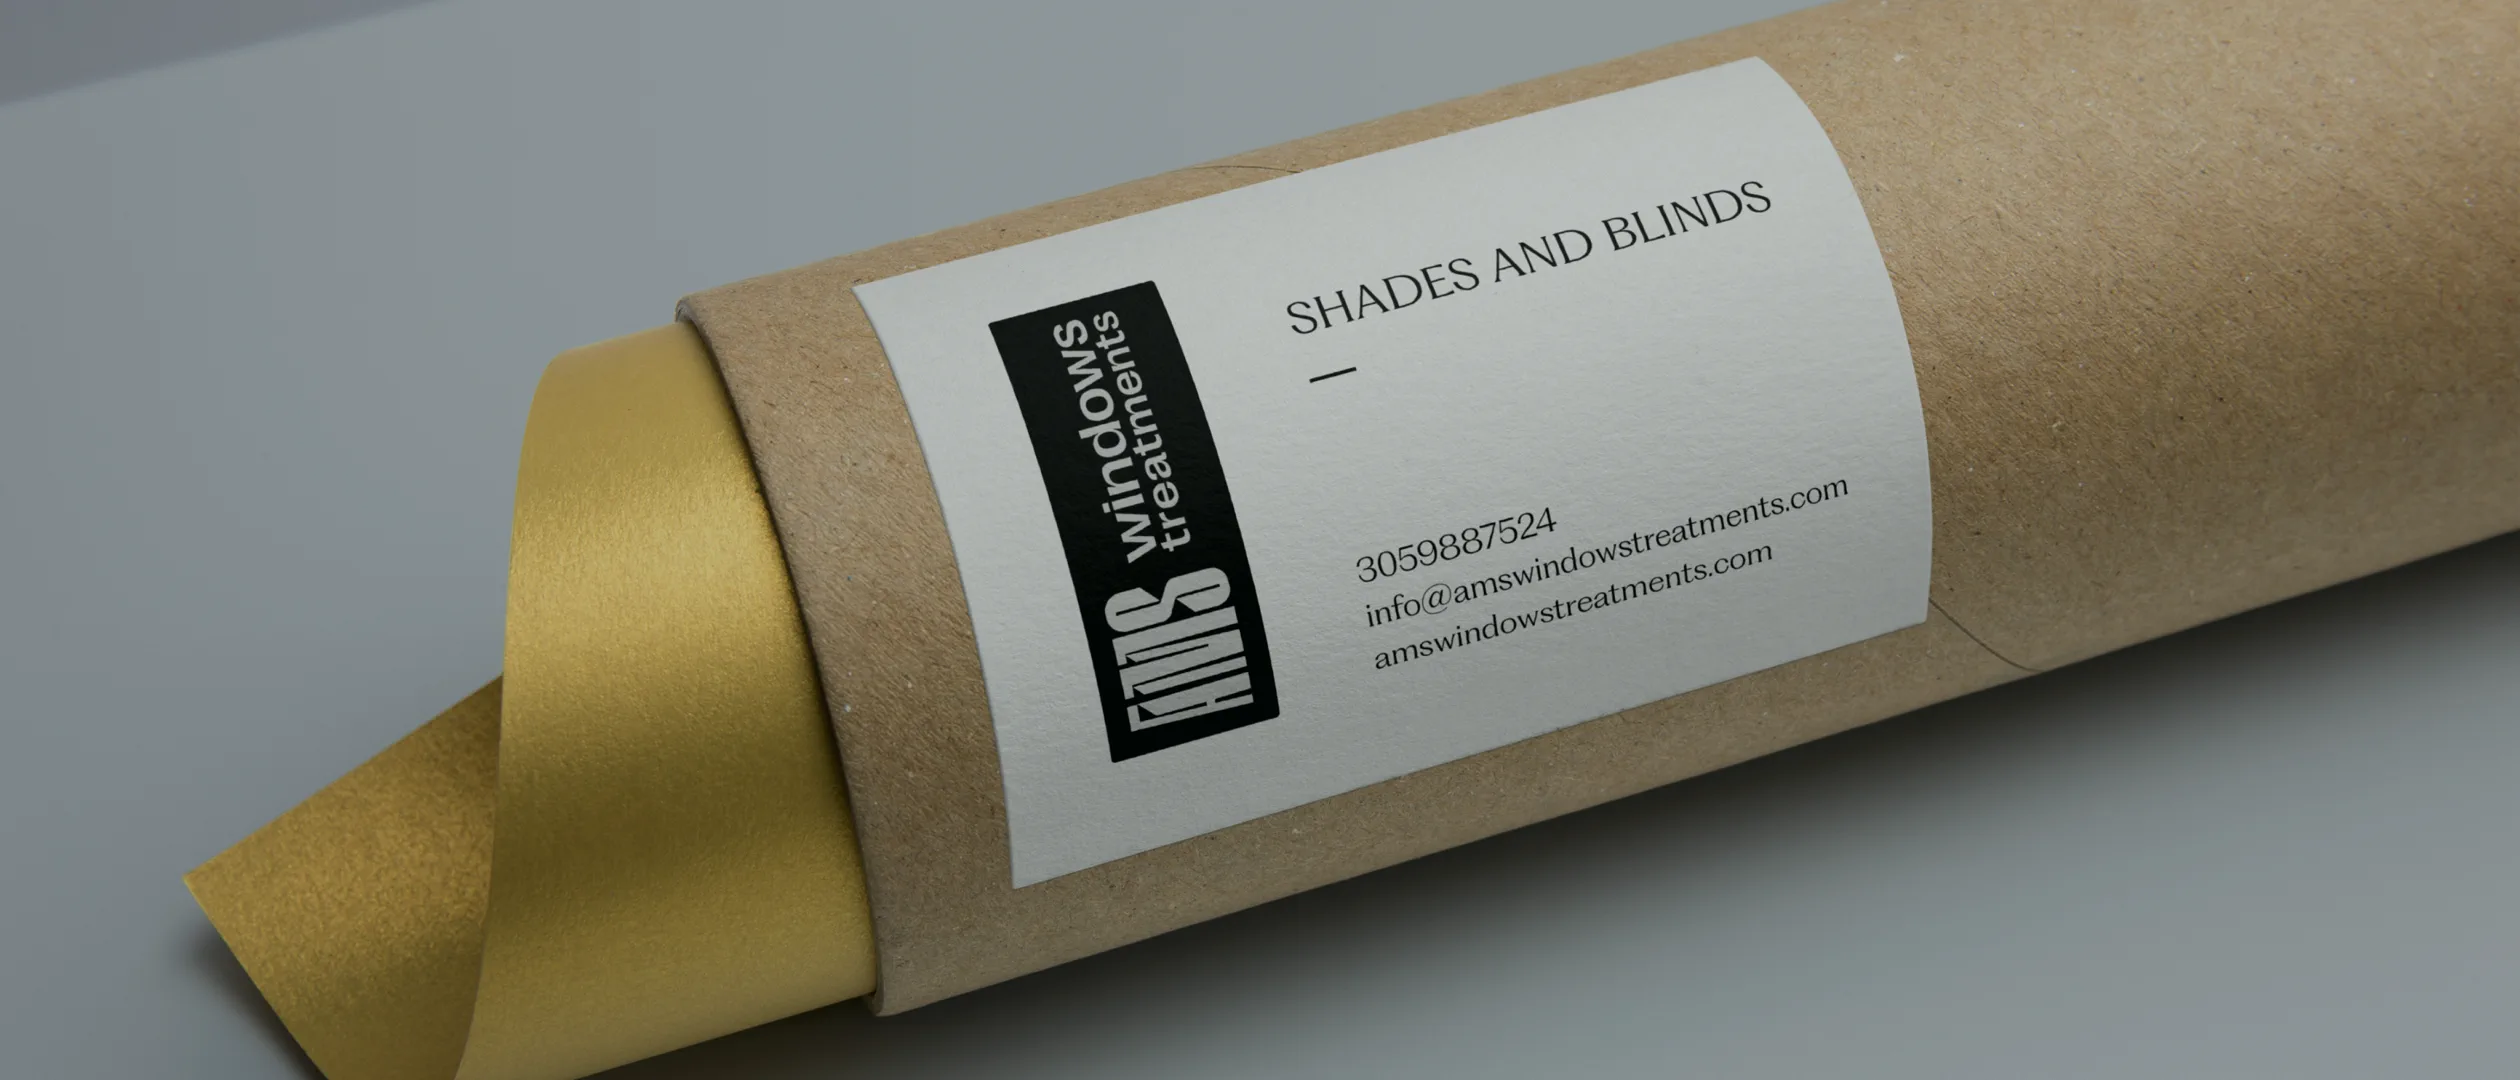 AMS
windows
treatments
SHADES AND BLINDS
—
3059887524
info@amswindowstreatments.com
amswindowstreatments.com